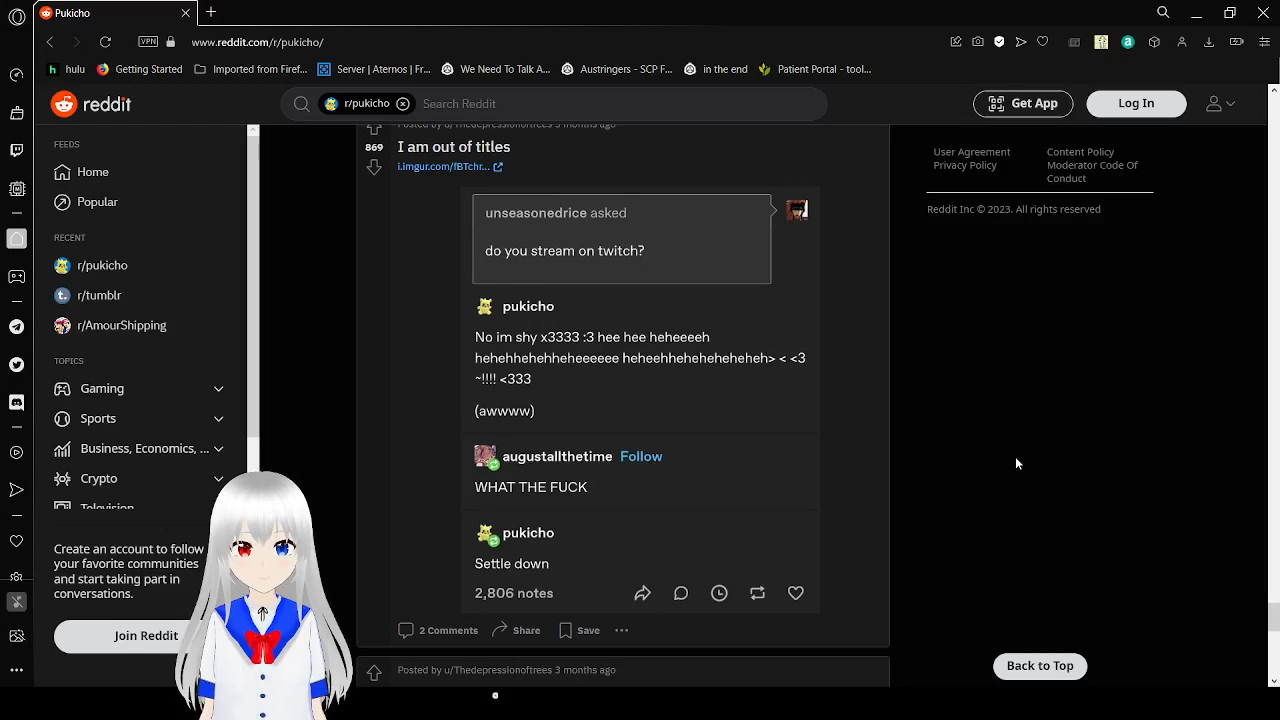 Pukicho
VPN
www.reddit.com/r/pukicho/
hulu
Getting Started
Imported from Firef...
Server | Aternos | Fr...
We Need To Talk A...
Austringers - SCP F...
in the end
Patient Portal - tool...
reddit
r/pukicho
Search Reddit
Get App
Log In
FEEDS
Home
Popular
RECENT
r/pukicho
r/tumblr
r/AmourShipping
TOPICS
Gaming
Sports
Business, Economics, ...
Crypto
Television
Create an account to follow
your favorite communities
and start taking part in
conversations.
Join Reddit
Posted by u/Thedepressionoftrees 3 months ago
869
I am out of titles
i.imgur.com/fBTchr...
unseasonedrice asked
do you stream on twitch?
pukicho
No im shy x3333 :3 hee hee heheeeeh
hehehhehehheheeeeee heheehheheheheheheh> < <3
~!!!! <333
(awwww)
augustallthetime Follow
WHAT THE FUCK
pukicho
Settle down
2,806 notes
2 Comments
Share
Save
Posted by u/Thedepressionoftrees 3 months ago
User Agreement
Privacy Policy
Content Policy
Moderator Code Of
Conduct
Reddit Inc © 2023. All rights reserved
Back to Top